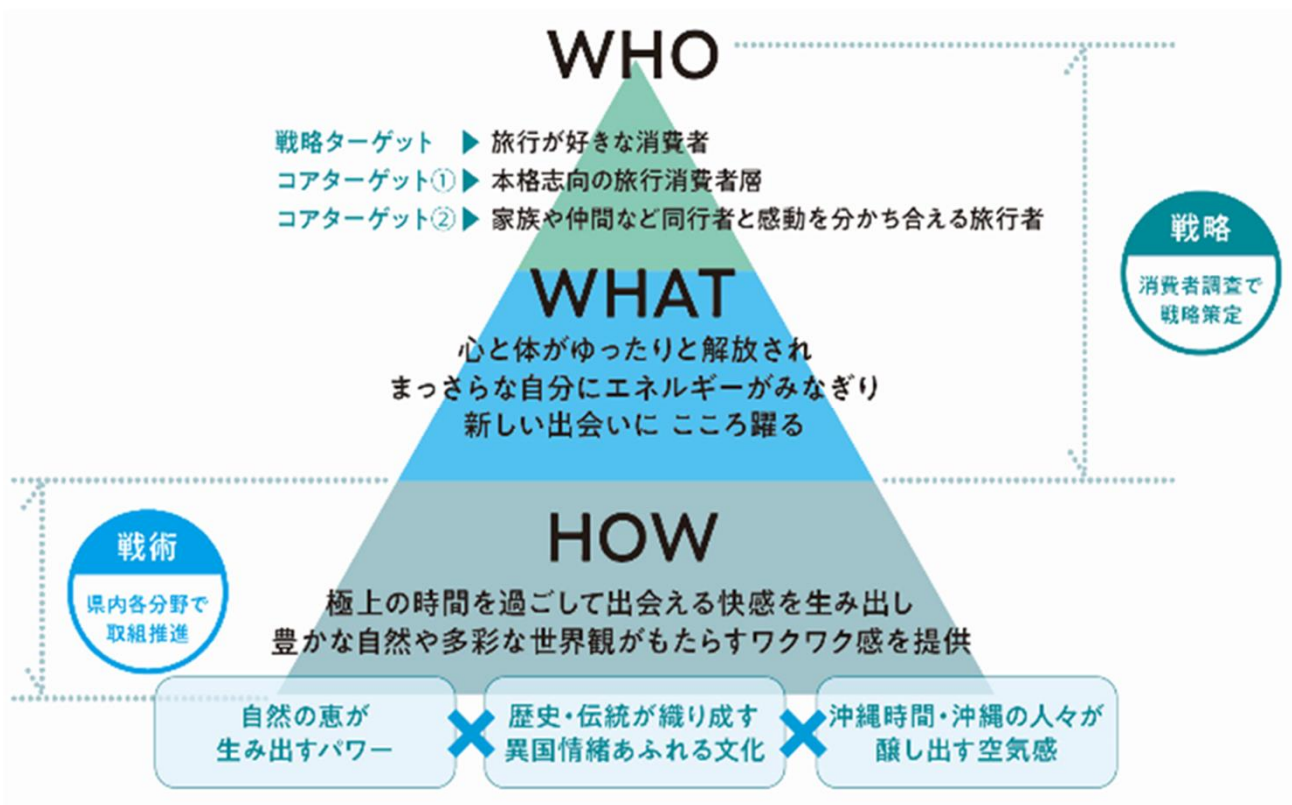 WHO
戦略ターゲット ▶ 旅行が好きな消費者
コアターゲット① ▶ 本格志向の旅行消費者層
コアターゲット② ▶ 家族や仲間など同行者と感動を分かち合える旅行者
戦略
消費者調査で
戦略策定
WHAT
心と体がゆったりと解放され
まっさらな自分にエネルギーがみなぎり
新しい出会いに こころ躍る
HOW
戦術
県内各分野で
取組推進
極上の時間を過ごして出会える快感を生み出し
豊かな自然や多彩な世界観がもたらすワクワク感を提供
自然の恵が
生み出すパワー
×
歴史・伝統が織り成す
異国情緒あふれる文化
×
沖縄時間・沖縄の人々が
醸し出す空気感